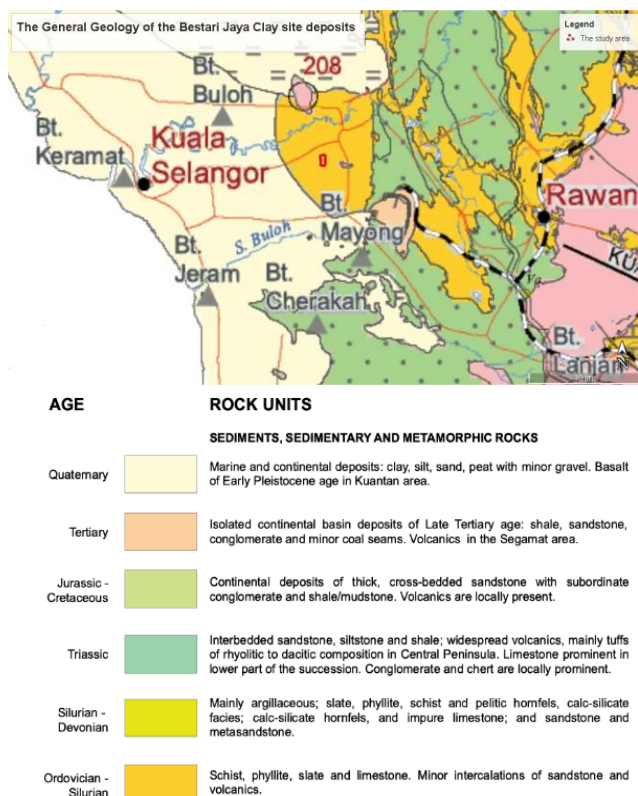 The General Geology of the Bestari Jaya Clay site deposits
Legend
The study area
208
Bt.
Buloh
Bt.
Keramat
Kuala
Selangor
Rawan
Bt.
Mayong
S. Buloh
Bt.
Jeram
Bt.
Cherakah
Bt.
Lanjan
AGE
ROCK UNITS
SEDIMENTS, SEDIMENTARY AND METAMORPHIC ROCKS
Quaternary
Marine and continental deposits: clay, silt, sand, peat with minor gravel. Basalt
of Early Pleistocene age in Kuantan area.
Tertiary
Isolated continental basin deposits of Late Tertiary age: shale, sandstone,
conglomerate and minor coal seams. Volcanics in the Segamat area.
Jurassic -
Cretaceous
Continental deposits of thick, cross-bedded sandstone with subordinate
conglomerate and shale/mudstone. Volcanics are locally present.
Triassic
Interbedded sandstone, siltstone and shale; widespread volcanics, mainly tuffs
of rhyolitic to dacitic composition in Central Peninsula. Limestone prominent in
lower part of the succession. Conglomerate and chert are locally prominent.
Silurian -
Devonian
Mainly argillaceous; slate, phyllite, schist and pelitic hornfels, calc-silicate
facies; calc-silicate hornfels, and impure limestone; and sandstone and
metasandstone.
Ordovician -
Silurian
Schist, phyllite, slate and limestone. Minor intercalations of sandstone and
volcanics.